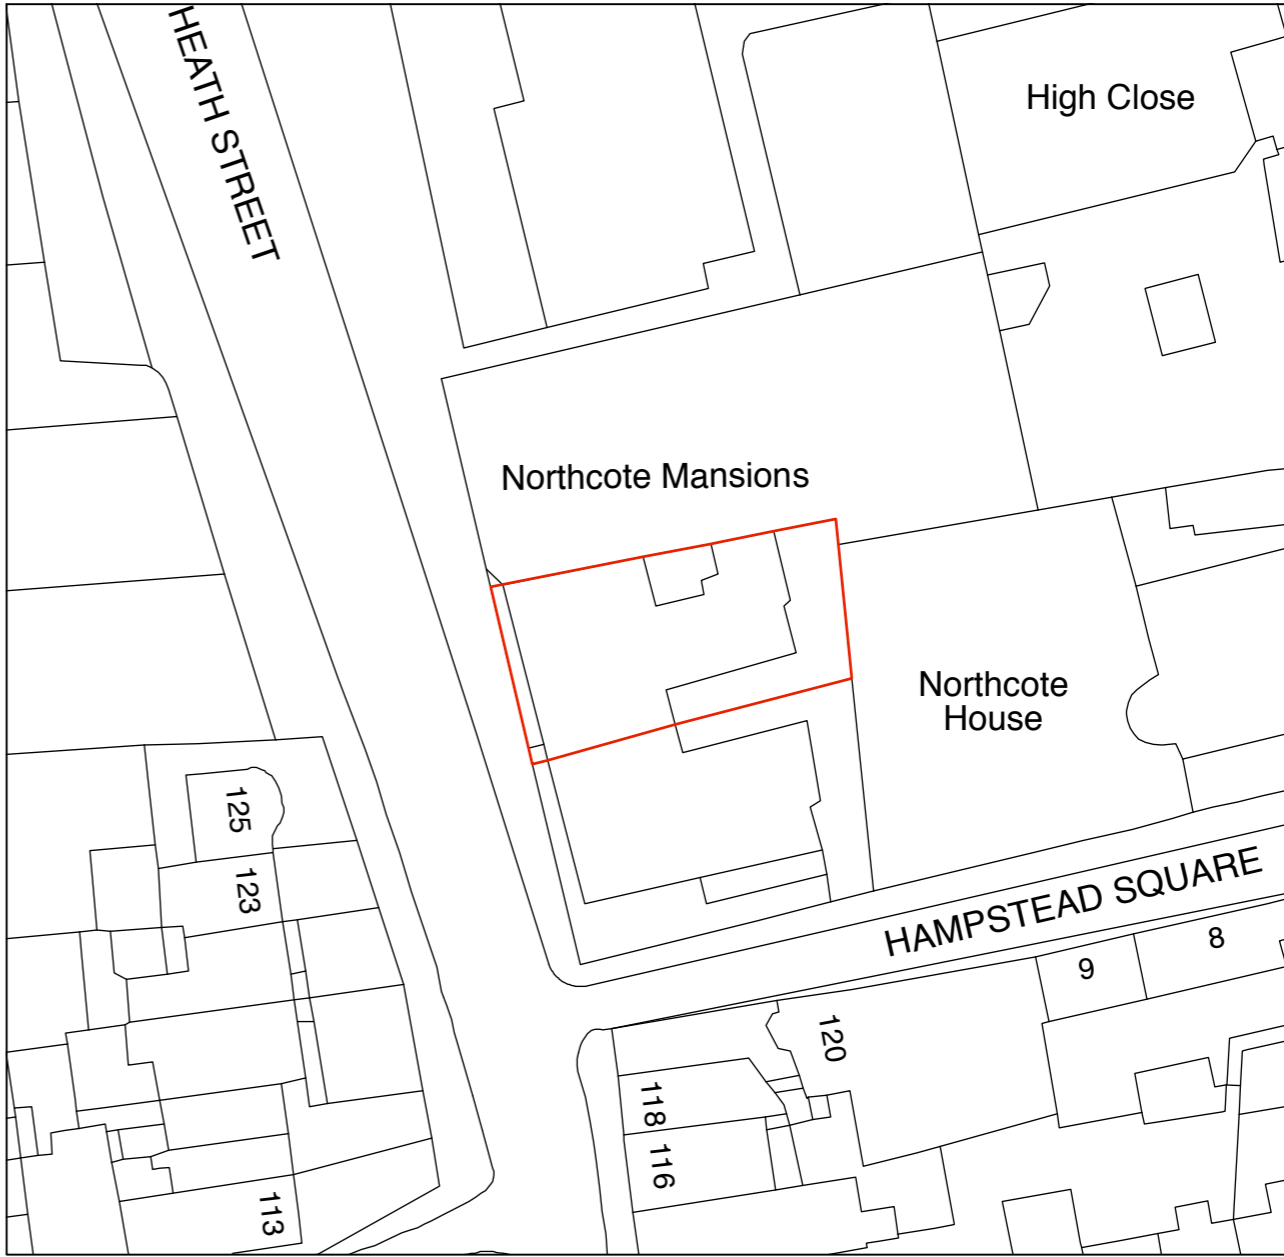 HEATH STREET
High Close
Northcote Mansions
Northcote
House
125
123
HAMPSTEAD SQUARE
8
9
120
118
116
113